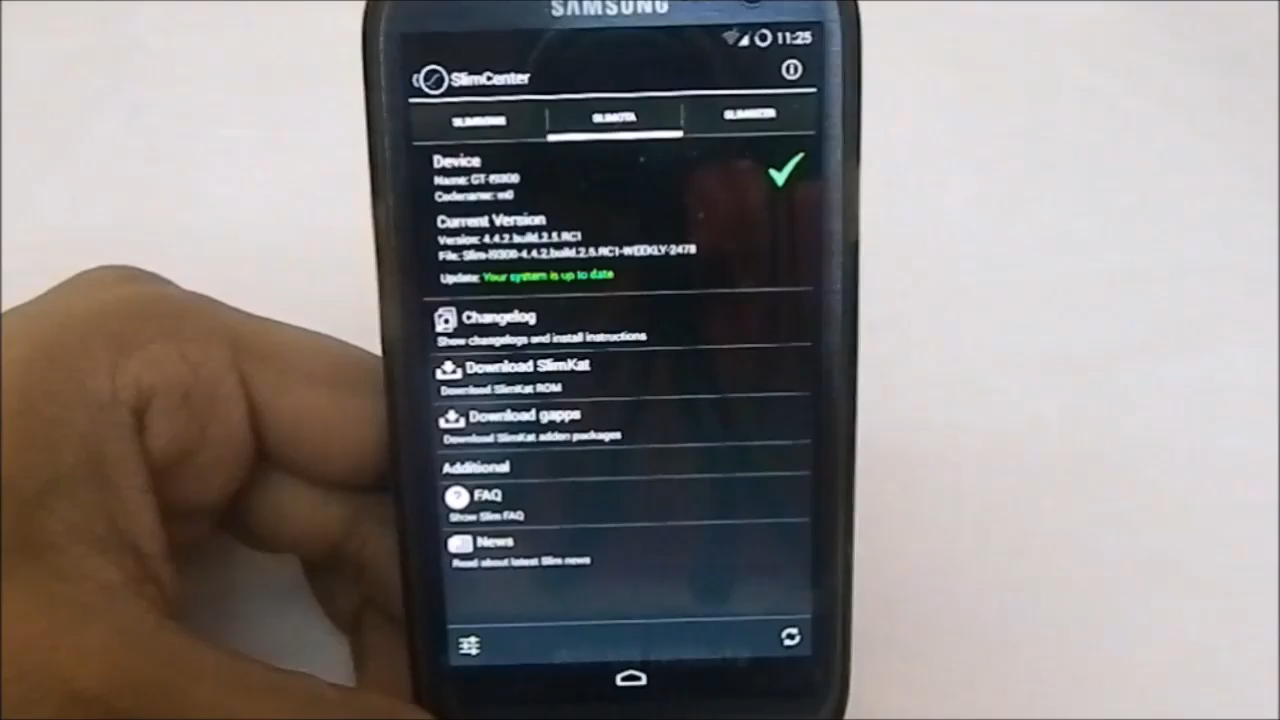 SAMSUNG
11:25
SlimCenter
SLIMOTA
Device
Name: GT-I9300
Codename: m0
Current Version
Version: 4.4.2.build.2.5.RC1
File: Slim-i9300-4.4.2.build.2.5.RC1-WEEKLY-2473
Update: Your system is up to date
Changelog
Show changelogs and install instructions
Download SlimKat
Download SlimKat ROM
Download gapps
Download SlimKat addon packages
Additional
? FAQ
Show Slim FAQ
News
Read about latest Slim news